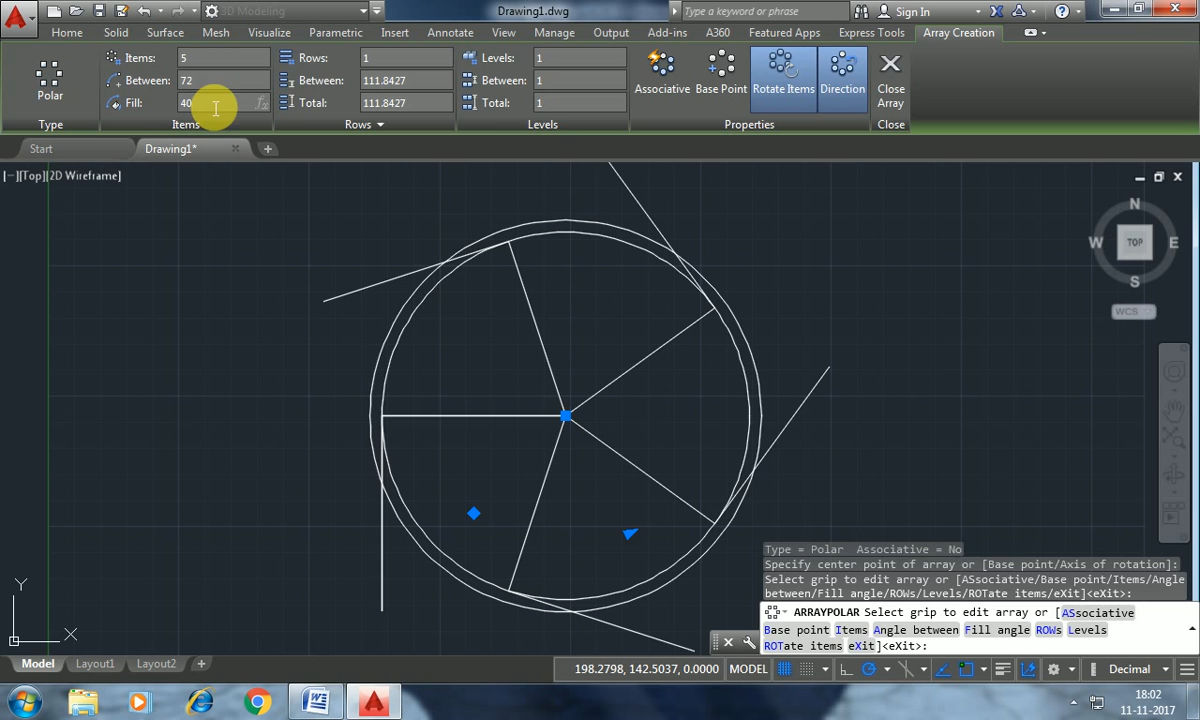 3D Modeling
Drawing1.dwg
Type a keyword or phrase
Sign In
Home Solid Surface Mesh Visualize Parametric Insert Annotate View Manage Output Add-ins A360 Featured Apps Express Tools Array Creation
Polar
Type
Items: 5
Between: 72
Fill: 40
Items
Rows: 1
Between: 111.8427
Total: 111.8427
Rows
Levels: 1
Between: 1
Total: 1
Levels
Associative Base Point Rotate Items Direction
Properties
Close Array
Close
Start Drawing1*
[−][Top][2D Wireframe]
N
W TOP E
S
WCS
Type = Polar Associative = No
Specify center point of array or [Base point/Axis of rotation]:
Select grip to edit array or [ASsociative/Base point/Items/Angle
between/Fill angle/ROWs/Levels/ROTate items/eXit]<eXit>:
ARRAYPOLAR Select grip to edit array or [ASsociative
Base point Items Angle between Fill angle ROWs Levels
ROTate items eXit]<eXit>:
Y
X
Model Layout1 Layout2
198.2798, 142.5037, 0.0000 MODEL Decimal
18:02
11-11-2017